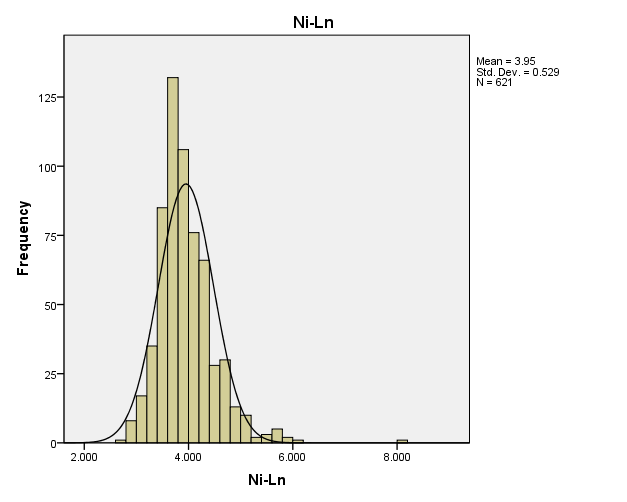 Ni-Ln
Mean = 3.95
Std. Dev. = 0.529
N = 621
125
100
75
50
25
0
Frequency
2.000
4.000
6.000
8.000
Ni-Ln